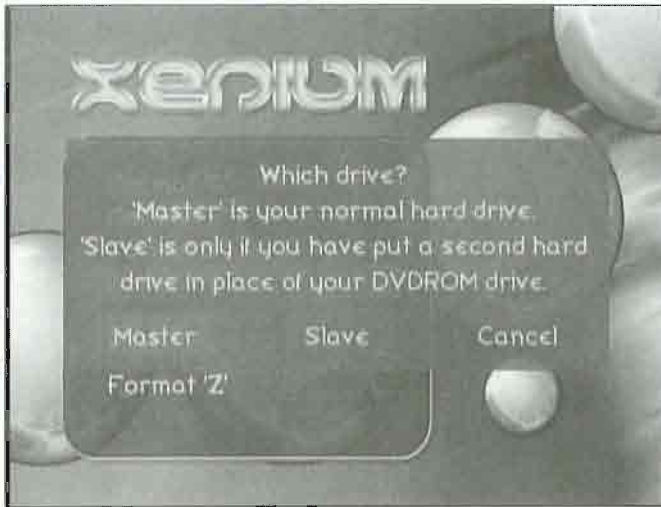 XENIUM
Which drive?
'Master' is your normal hard drive.
'Slave' is only if you have put a second hard
drive in place of your DVDROM drive.
Master Slave Cancel
Format 'Z'